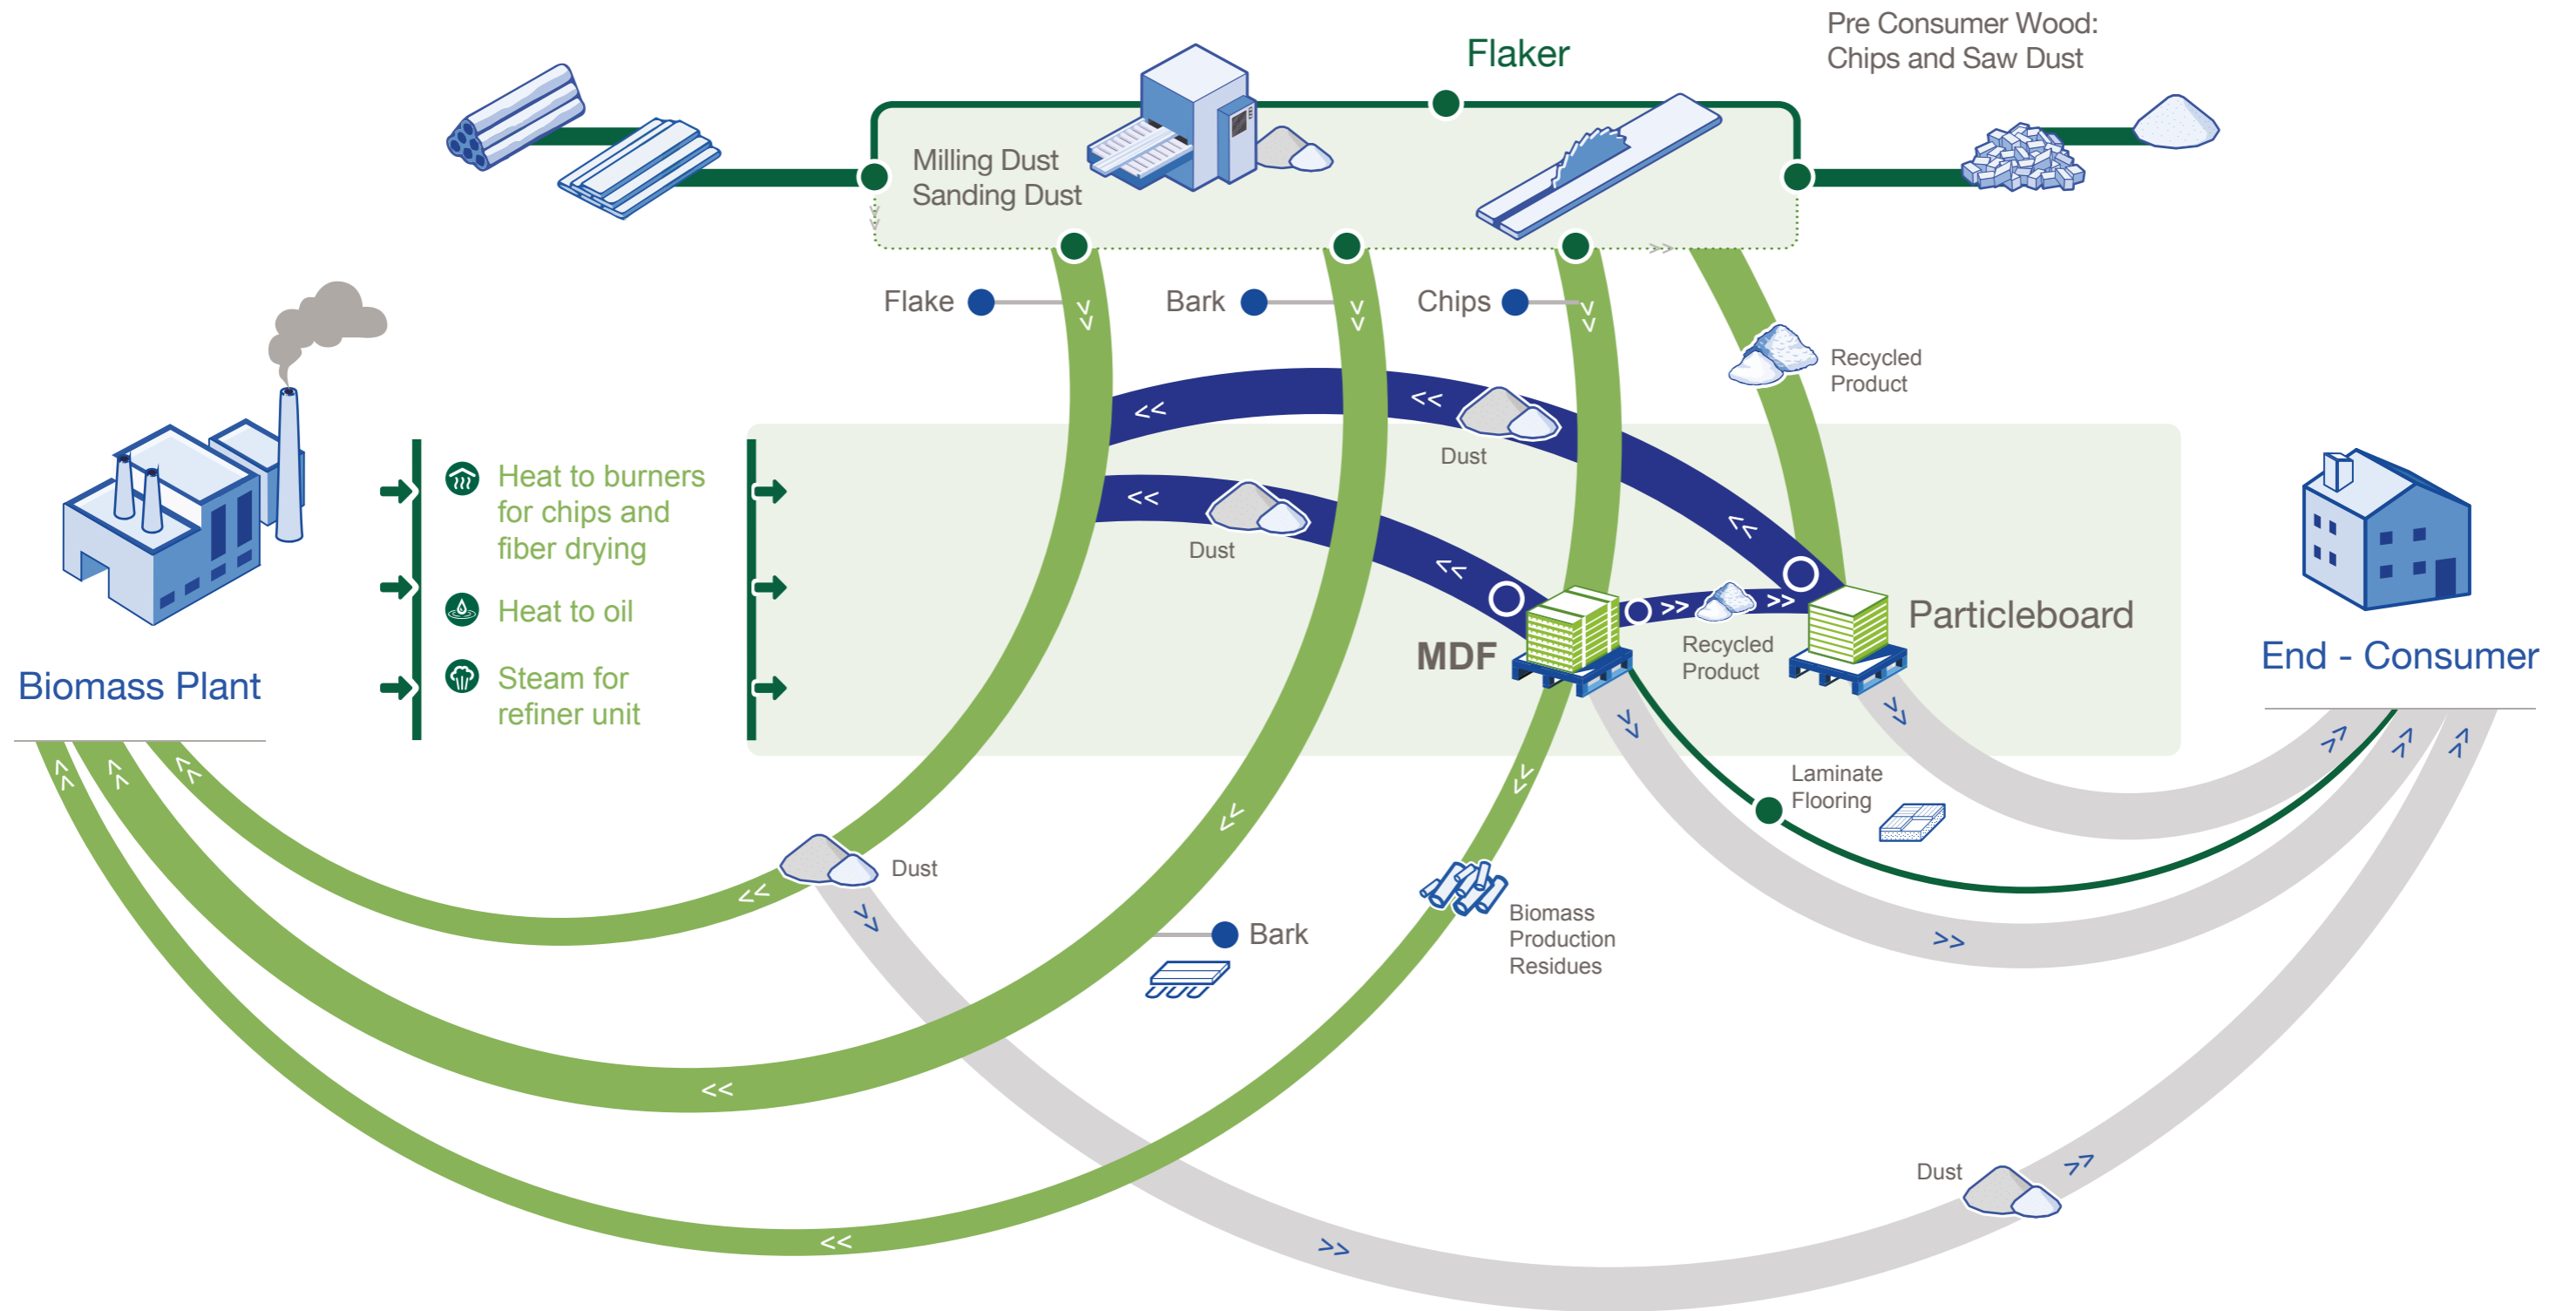 Pre Consumer Wood:
Chips and Saw Dust
Flaker
Milling Dust
Sanding Dust
Flake
Bark
Chips
Recycled
Product
Dust
Dust
Heat to burners
for chips and
fiber drying
Heat to oil
Steam for
refiner unit
Biomass Plant
MDF
Recycled
Product
Particleboard
End - Consumer
Laminate
Flooring
Dust
Bark
Biomass
Production
Residues
Dust